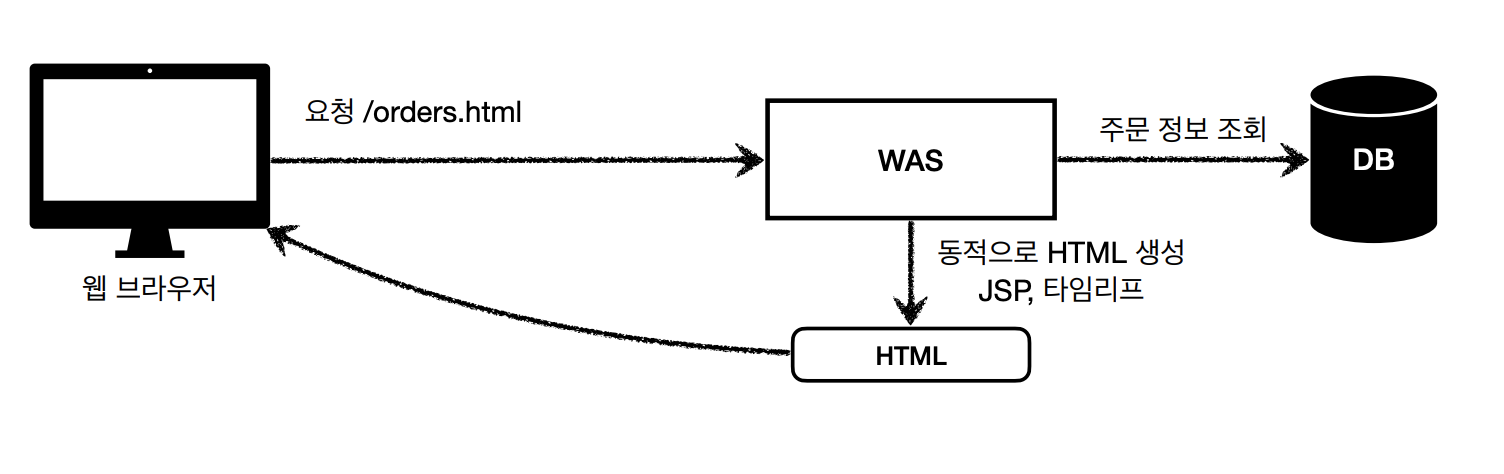 요청 /orders.html
주문 정보 조회
WAS
DB
동적으로 HTML 생성
JSP, 타임리프
웹 브라우저
HTML